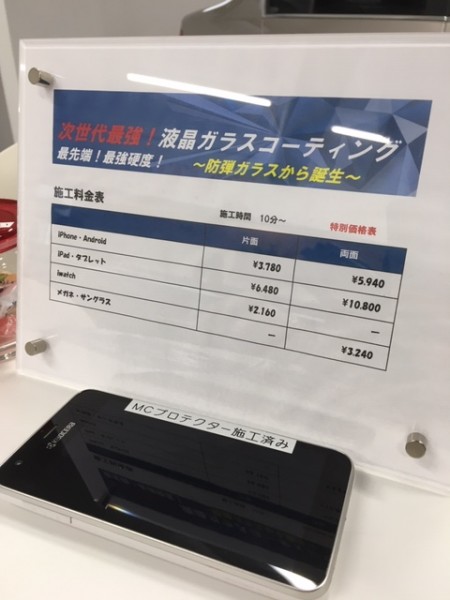 次世代最強！液晶ガラスコーティング
最先端！最強硬度！ ～防弾ガラスから誕生～
施工料金表 施工時間 10分～ 特別価格表
片面 両面
iPhone・Android ¥3.780 ¥5.940
iPad・タブレット ¥6.480 ¥10.800
iwatch ¥2.160 —
メガネ・サングラス — ¥3.240
MCプロテクター施工済み
KYOCERA